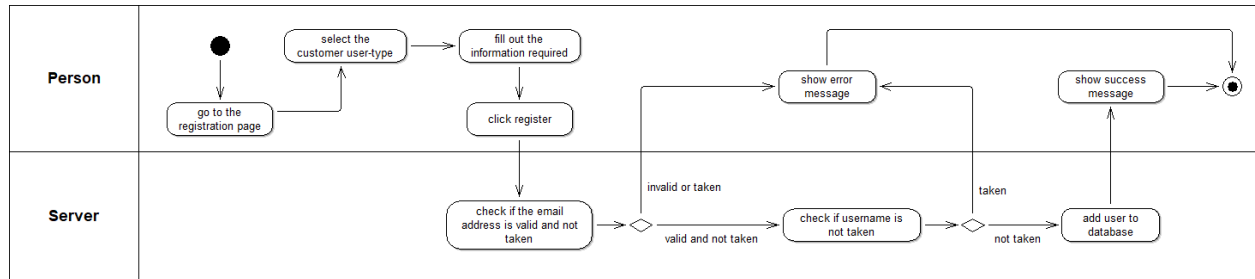 Person
go to the
registration page
select the
customer user-type
fill out the
information required
click register
show error
message
show success
message
Server
check if the email
address is valid and not
taken
invalid or taken
valid and not taken
check if username is
not taken
taken
not taken
add user to
database